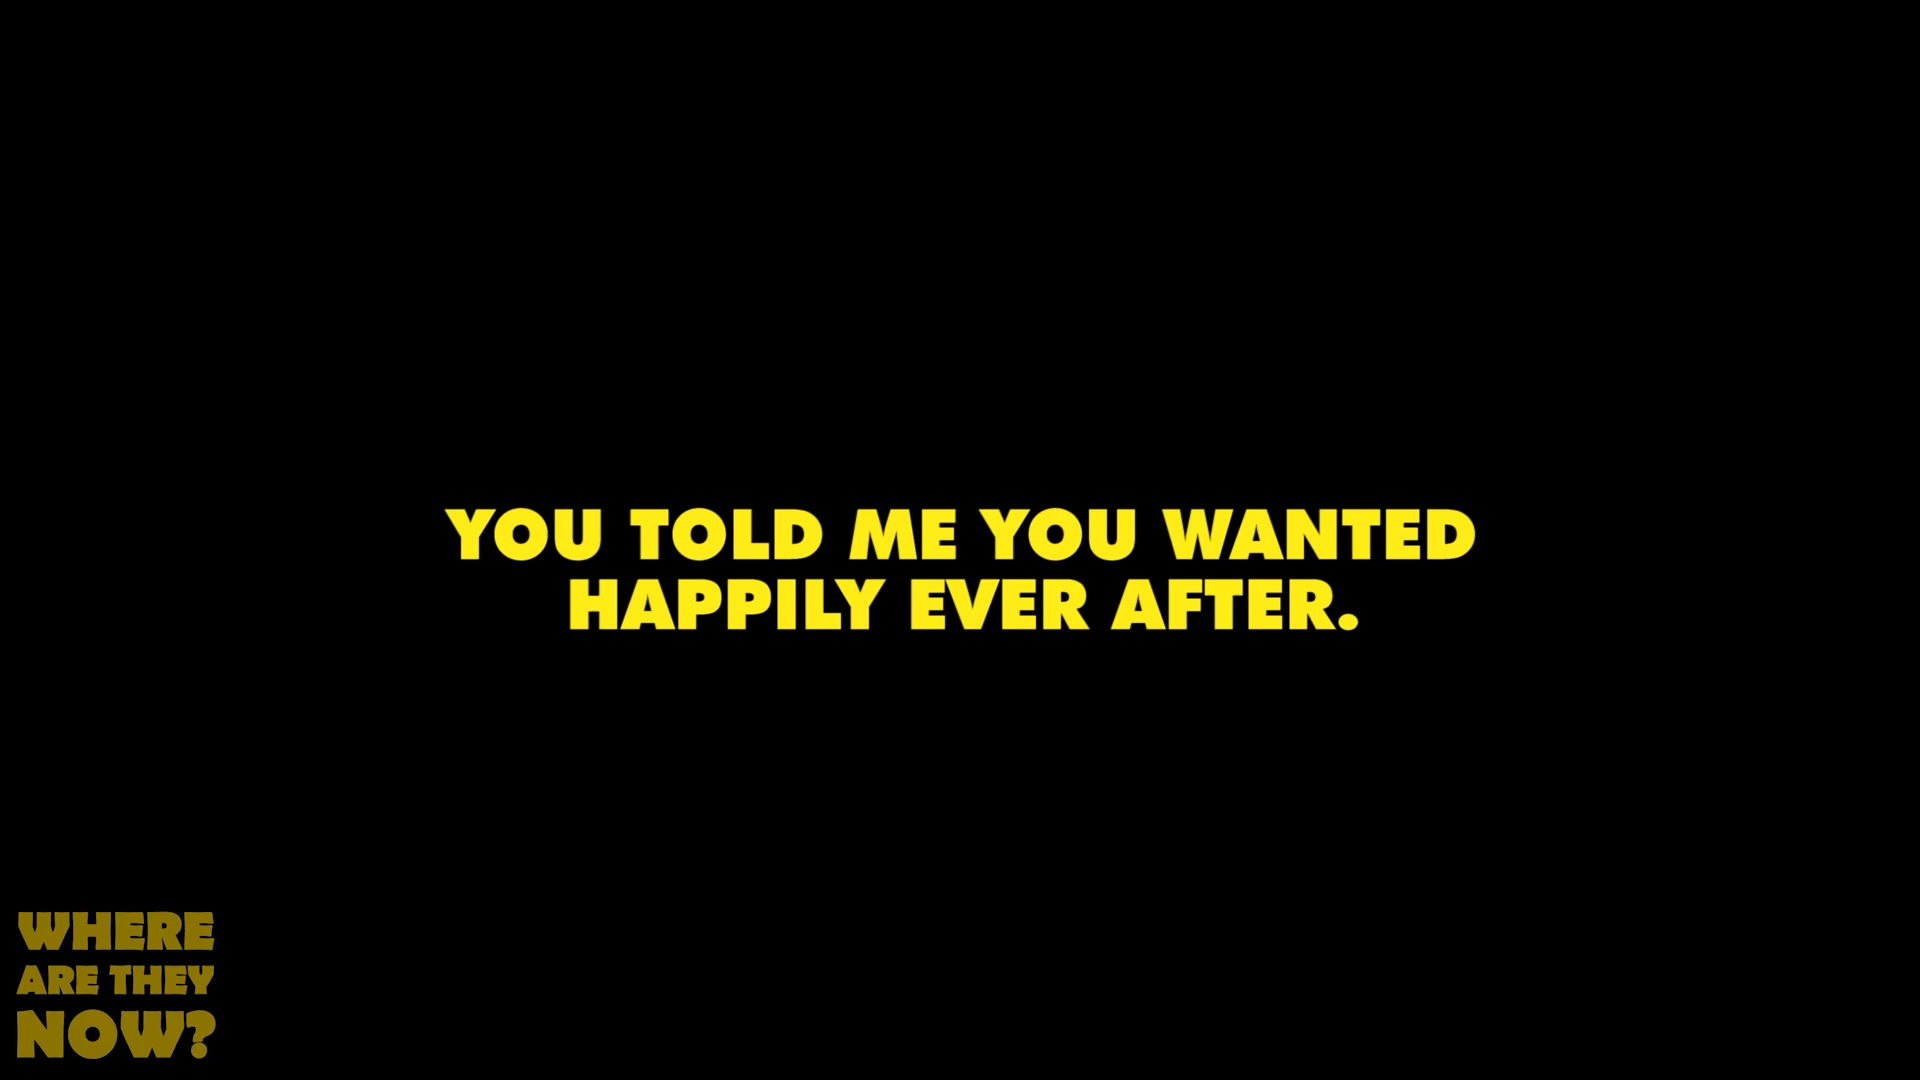 YOU TOLD ME YOU WANTED
HAPPILY EVER AFTER.
WHERE
ARE THEY
NOW?